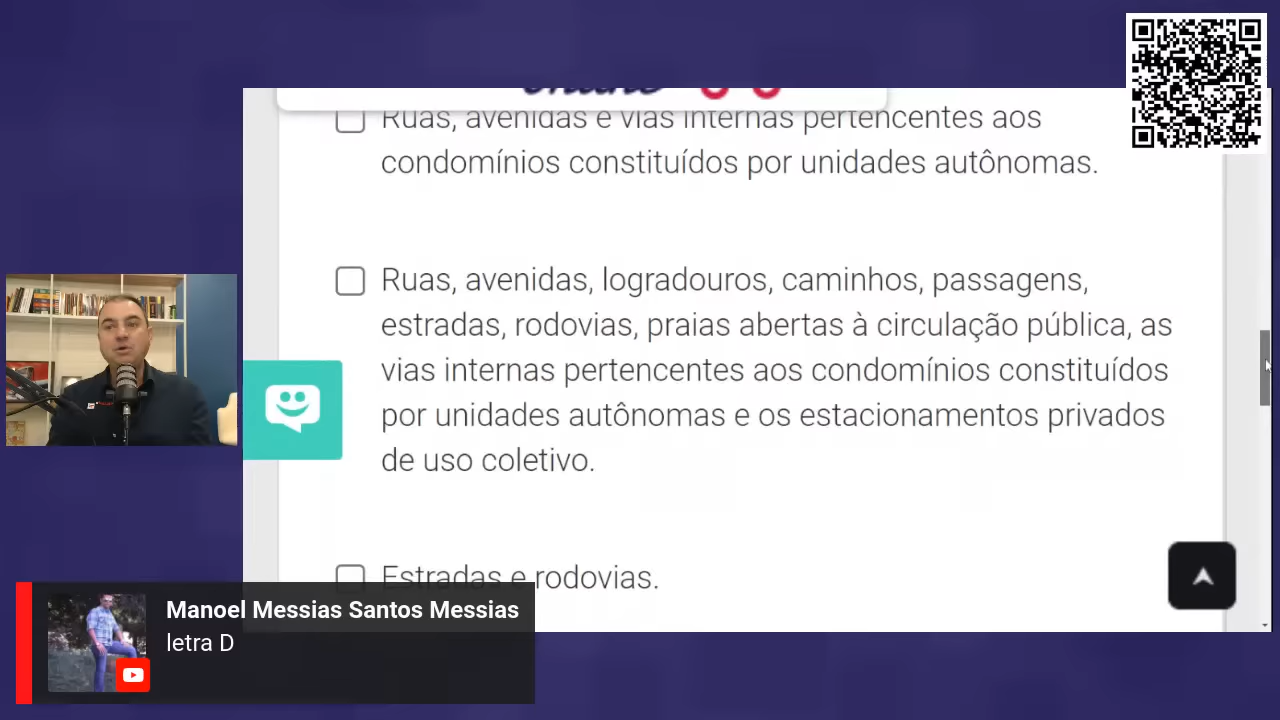 online
Ruas, avenidas e vias internas pertencentes aos
condomínios constituídos por unidades autônomas.
Ruas, avenidas, logradouros, caminhos, passagens,
estradas, rodovias, praias abertas à circulação pública, as
vias internas pertencentes aos condomínios constituídos
por unidades autônomas e os estacionamentos privados
de uso coletivo.
Estradas e rodovias.
Manoel Messias Santos Messias
letra D